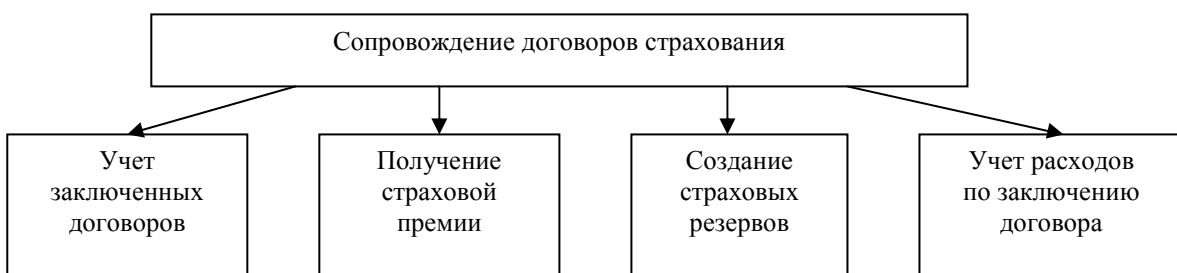 Сопровождение договоров страхования
Учет
заключенных
договоров
Получение
страховой
премии
Создание
страховых
резервов
Учет расходов
по заключению
договора